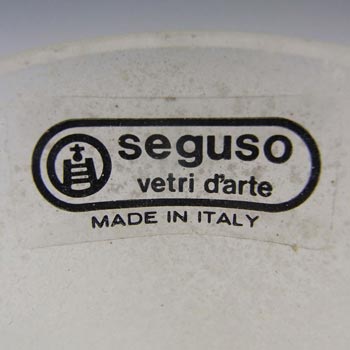 seguso
vetri d'arte
MADE IN ITALY